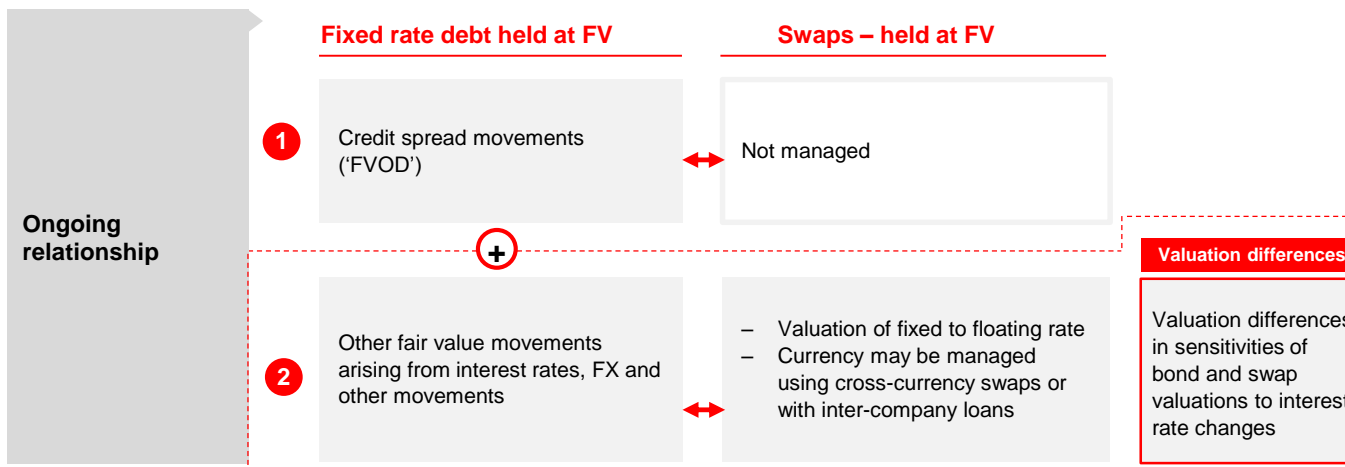 Fixed rate debt held at FV
Swaps – held at FV
1
Credit spread movements
(‘FVOD’)
Not managed
Ongoing
relationship
+
Valuation differences
2
Other fair value movements
arising from interest rates, FX and
other movements
– Valuation of fixed to floating rate
– Currency may be managed
using cross-currency swaps or
with inter-company loans
Valuation differences
in sensitivities of
bond and swap
valuations to interest
rate changes